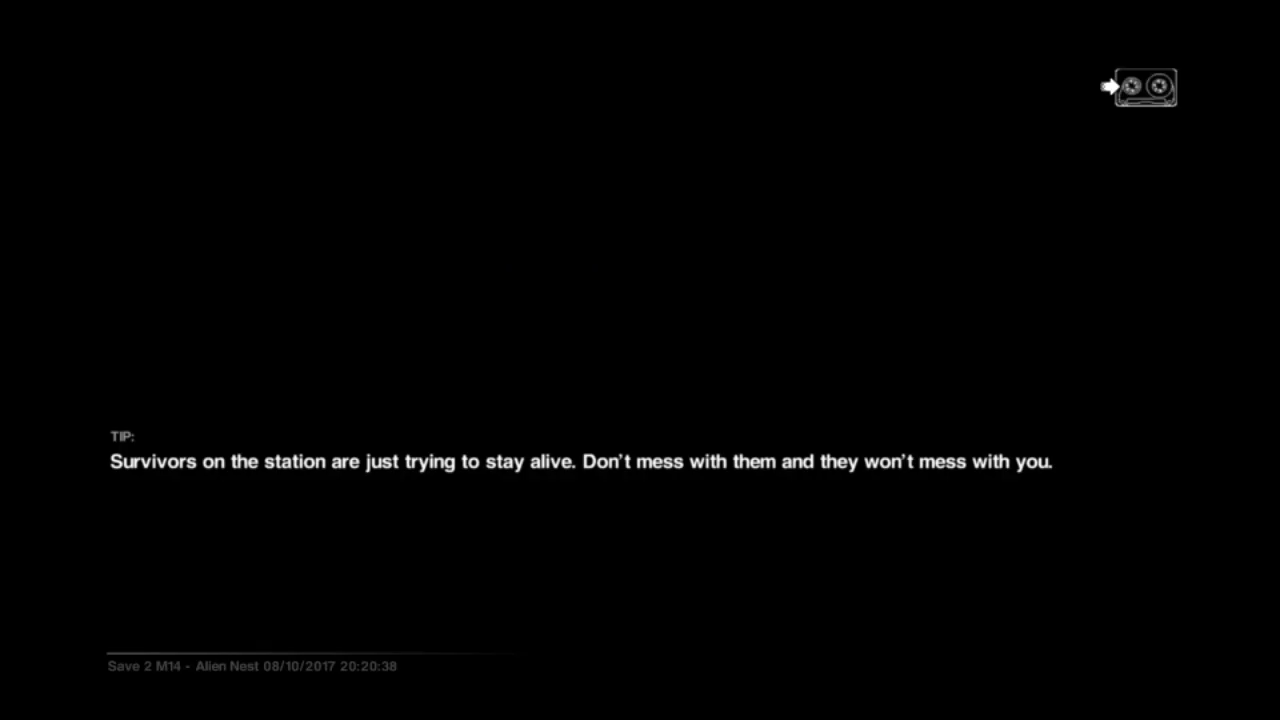 TIP:
Survivors on the station are just trying to stay alive. Don’t mess with them and they won’t mess with you.
Save 2 M14 - Alien Nest 08/10/2017 20:20:38